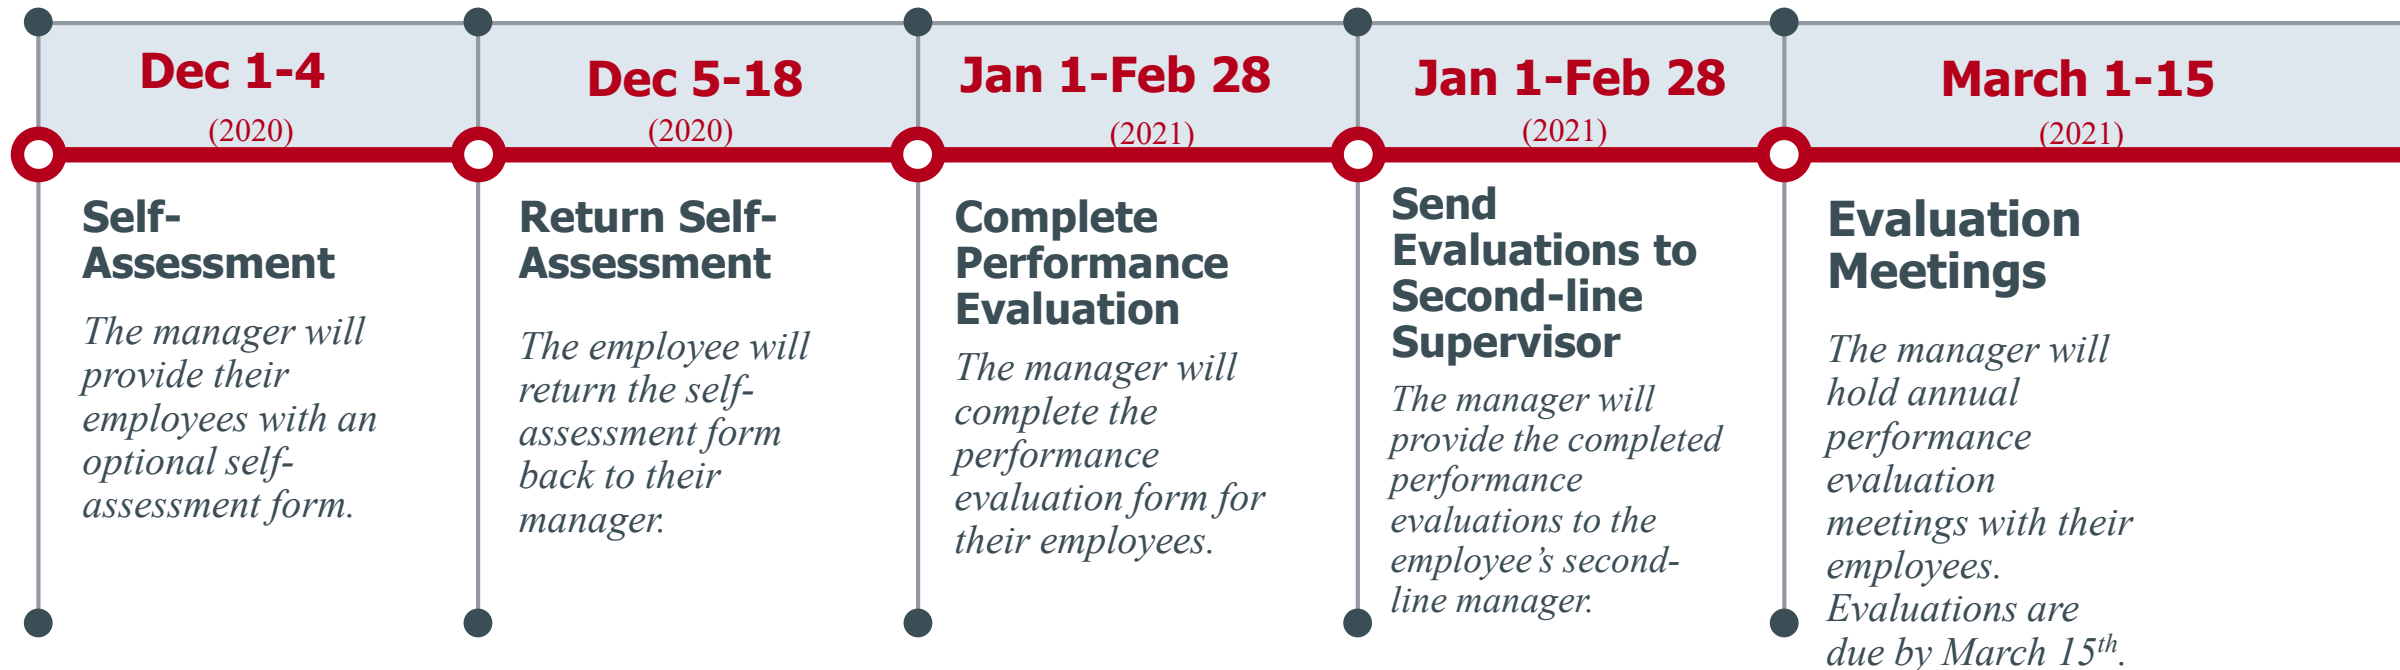 Dec 1-4
(2020)
Self-
Assessment
The manager will
provide their
employees with an
optional self-
assessment form.
Dec 5-18
(2020)
Return Self-
Assessment
The employee will
return the self-
assessment form
back to their
manager.
Jan 1-Feb 28
(2021)
Complete
Performance
Evaluation
The manager will
complete the
performance
evaluation form for
their employees.
Jan 1-Feb 28
(2021)
Send
Evaluations to
Second-line
Supervisor
The manager will
provide the completed
performance
evaluations to the
employee’s second-
line manager.
March 1-15
(2021)
Evaluation
Meetings
The manager will
hold annual
performance
evaluation
meetings with their
employees.
Evaluations are
due by March 15th.